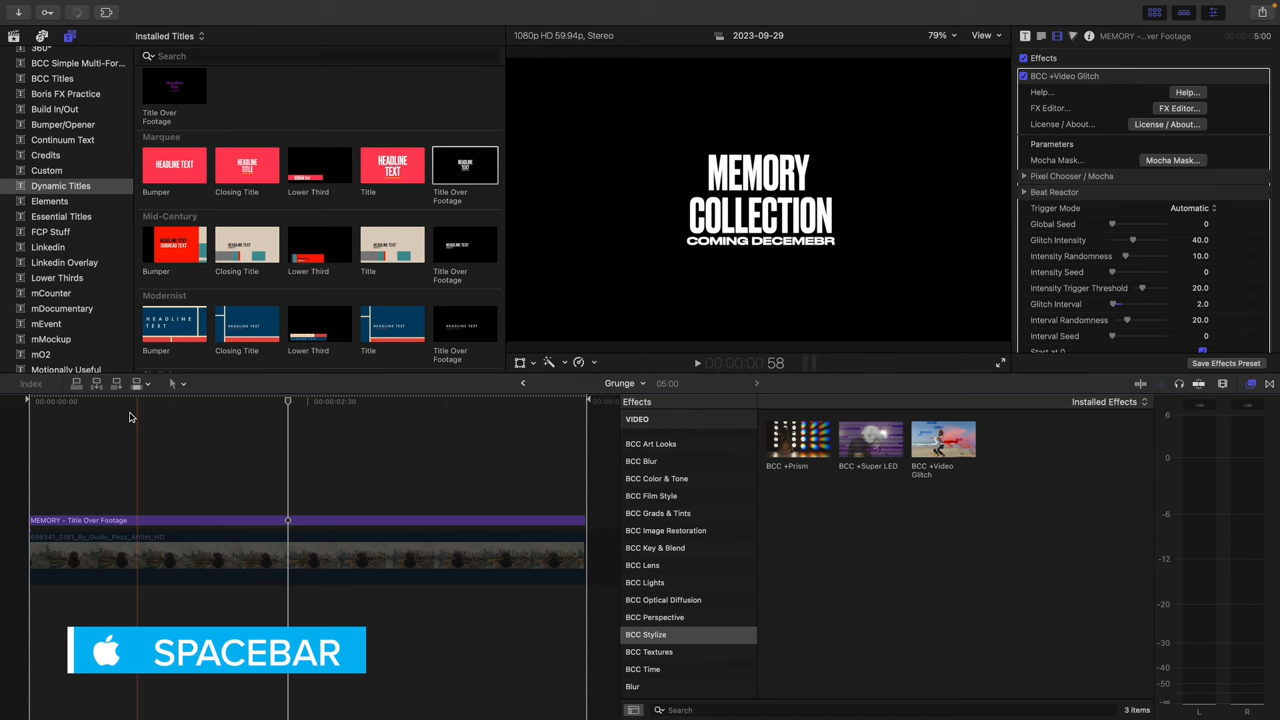 Installed Titles
1080p HD 59.94p, Stereo
2023-09-29
79%
View
MEMORY - ...ver Footage
5:00
360°
BCC Simple Multi-For...
BCC Titles
Boris FX Practice
Build In/Out
Bumper/Opener
Continuum Text
Credits
Custom
Dynamic Titles
Elements
Essential Titles
FCP Stuff
Linkedin
Linkedin Overlay
Lower Thirds
mCounter
mDocumentary
mEvent
mMockup
mO2
Motionally Useful
Search
Title Over
Footage
Marquee
HEADLINE TEXT
HEADLINE
TITLE
HEADLINE
TEXT
Bumper
Closing Title
Lower Third
Title
Title Over
Footage
Mid-Century
Bumper
Closing Title
Lower Third
Title
Title Over
Footage
Modernist
HEADLINE
TEXT
HEADLINE TEXT
HEADLINE TEXT
Bumper
Closing Title
Lower Third
Title
Title Over
Footage
MEMORY
COLLECTION
COMING DECEMEBR
58
Effects
BCC +Video Glitch
Help... Help...
FX Editor... FX Editor...
License / About... License / About...
Parameters
Mocha Mask... Mocha Mask...
Pixel Chooser / Mocha
Beat Reactor
Trigger Mode Automatic
Global Seed 0
Glitch Intensity 40.0
Intensity Randomness 10.0
Intensity Seed 0
Intensity Trigger Threshold 20.0
Glitch Interval 2.0
Interval Randomness 20.0
Interval Seed 0
Start at 0
Save Effects Preset
Index
Grunge
05:00
00:00:00:00
00:00:02:30
MEMORY - Title Over Footage
SPACEBAR
Effects
Installed Effects
VIDEO
BCC Art Looks
BCC Blur
BCC Color & Tone
BCC Film Style
BCC Grads & Tints
BCC Image Restoration
BCC Key & Blend
BCC Lens
BCC Lights
BCC Optical Diffusion
BCC Perspective
BCC Stylize
BCC Textures
BCC Time
Blur
BCC +Prism
BCC +Super LED
BCC +Video
Glitch
Search
3 items
-∞
-∞
6
0
-6
-12
-20
-30
-40
-50
-∞
L
R